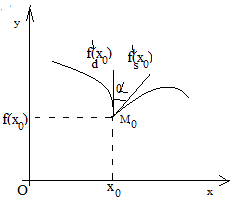 y
f'd(x0) f's(x0)
α
f(x0) M0
O x0 x